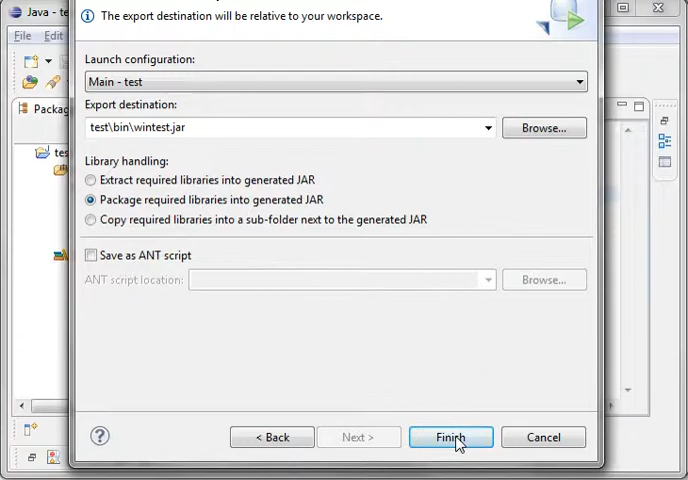 Java - te
The export destination will be relative to your workspace.
File Edit
Launch configuration:
Main - test
Export destination:
Packag
test\bin\wintest.jar
Browse...
tes
Library handling:
Extract required libraries into generated JAR
Package required libraries into generated JAR
Copy required libraries into a sub-folder next to the generated JAR
Save as ANT script
ANT script location:
Browse...
?
< Back
Next >
Finish
Cancel